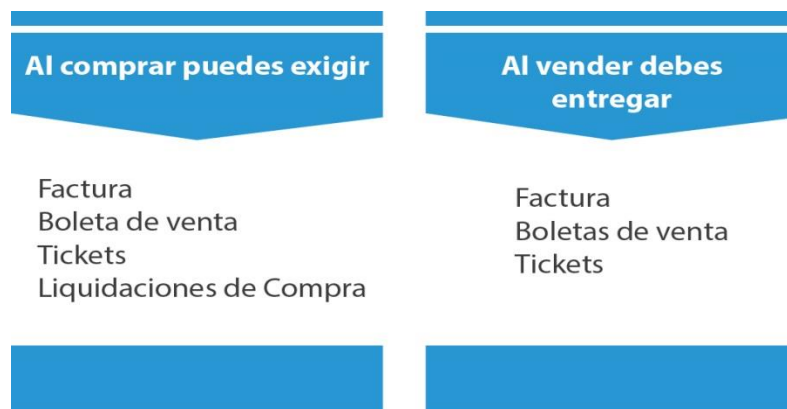 Al comprar puedes exigir
Factura
Boleta de venta
Tickets
Liquidaciones de Compra
Al vender debes
entregar
Factura
Boletas de venta
Tickets